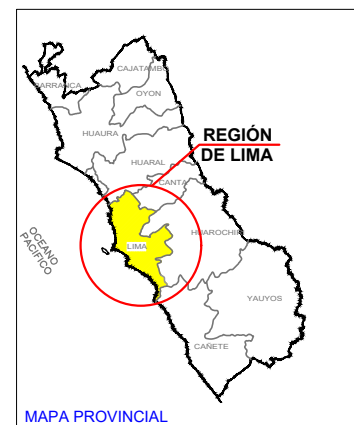 CAJATAMBO
BARRANCA
OYON
HUAURA
REGIÓN
DE LIMA
HUARAL
CANTA
OCEANO
PACIFICO
LIMA
HUAROCHIRI
YAUYOS
CAÑETE
MAPA PROVINCIAL